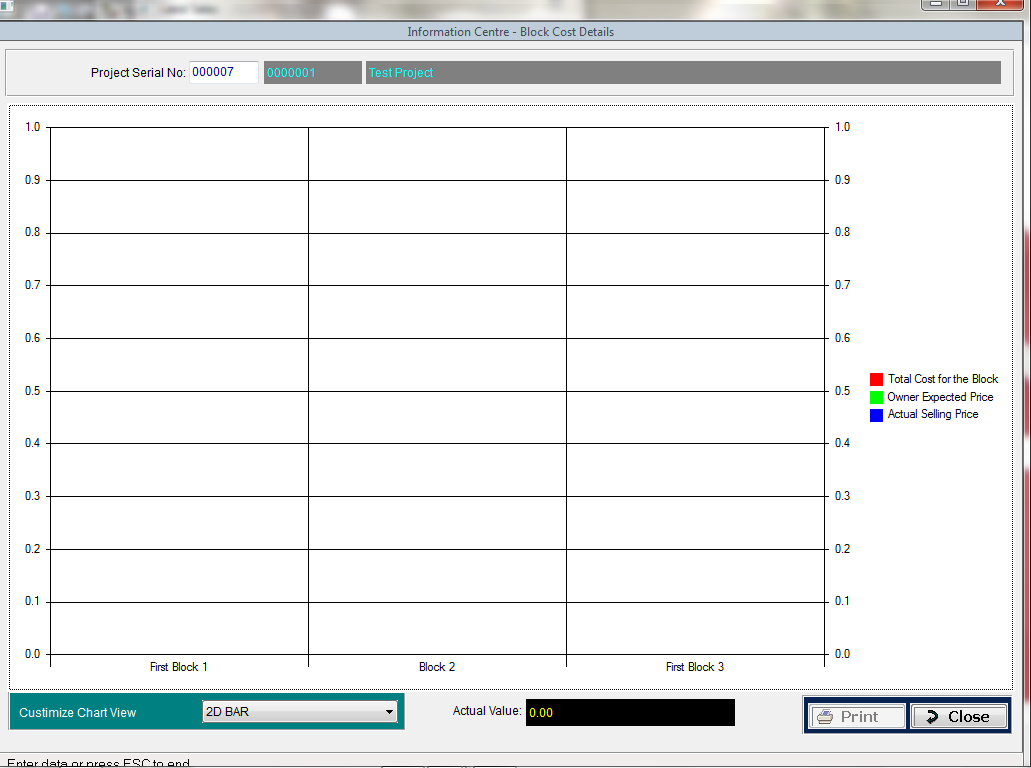 Information Centre - Block Cost Details
Project Serial No: 000007 0000001 Test Project
1.0 1.0
0.9 0.9
0.8 0.8
0.7 0.7
0.6 0.6
0.5 0.5
0.4 0.4
0.3 0.3
0.2 0.2
0.1 0.1
0.0 0.0
First Block 1 Block 2 First Block 3
Total Cost for the Block
Owner Expected Price
Actual Selling Price
Custimize Chart View 2D BAR Actual Value: 0.00 Print Close
Enter data or press ESC to end